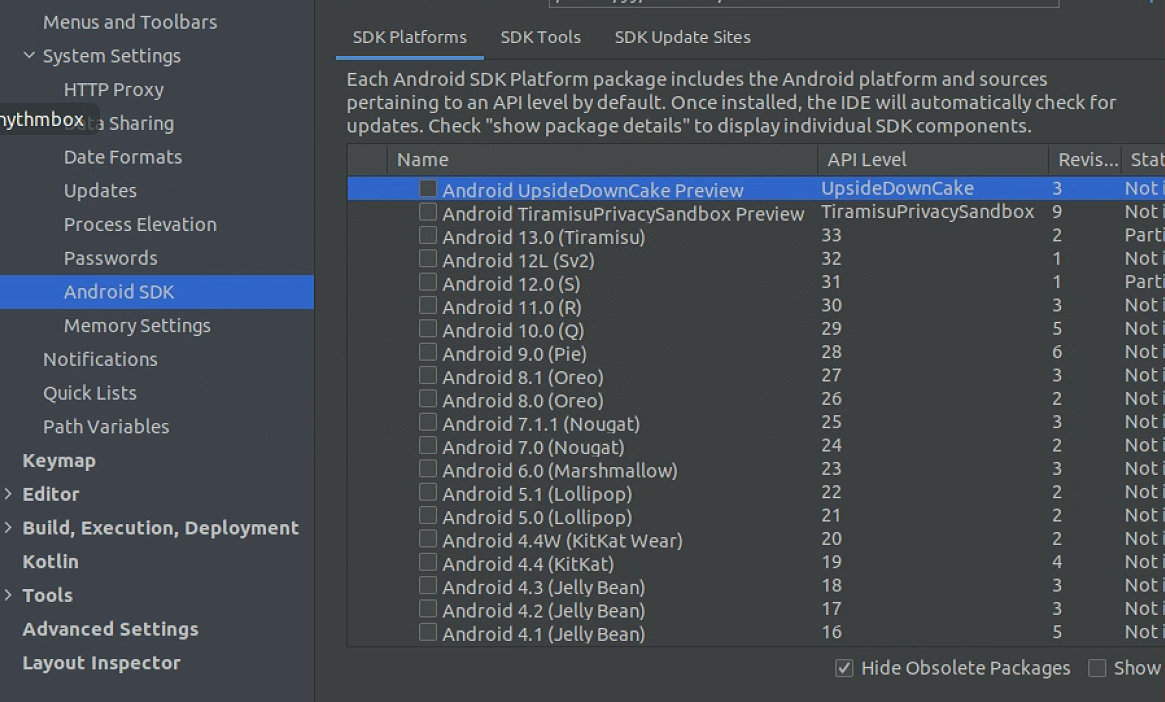 Menus and Toolbars
System Settings
HTTP Proxy
Data Sharing
hythmbox
Date Formats
Updates
Process Elevation
Passwords
Android SDK
Memory Settings
Notifications
Quick Lists
Path Variables
Keymap
Editor
Build, Execution, Deployment
Kotlin
Tools
Advanced Settings
Layout Inspector
SDK Platforms SDK Tools SDK Update Sites
Each Android SDK Platform package includes the Android platform and sources
pertaining to an API level by default. Once installed, the IDE will automatically check for
updates. Check "show package details" to display individual SDK components.
Name API Level Revis... Stat
Android UpsideDownCake Preview UpsideDownCake 3 Not i
Android TiramisuPrivacySandbox Preview TiramisuPrivacySandbox 9 Not i
Android 13.0 (Tiramisu) 33 2 Parti
Android 12L (Sv2) 32 1 Not i
Android 12.0 (S) 31 1 Parti
Android 11.0 (R) 30 3 Not i
Android 10.0 (Q) 29 5 Not i
Android 9.0 (Pie) 28 6 Not i
Android 8.1 (Oreo) 27 3 Not i
Android 8.0 (Oreo) 26 2 Not i
Android 7.1.1 (Nougat) 25 3 Not i
Android 7.0 (Nougat) 24 2 Not i
Android 6.0 (Marshmallow) 23 3 Not i
Android 5.1 (Lollipop) 22 2 Not i
Android 5.0 (Lollipop) 21 2 Not i
Android 4.4W (KitKat Wear) 20 2 Not i
Android 4.4 (KitKat) 19 4 Not i
Android 4.3 (Jelly Bean) 18 3 Not i
Android 4.2 (Jelly Bean) 17 3 Not i
Android 4.1 (Jelly Bean) 16 5 Not i
Hide Obsolete Packages Show